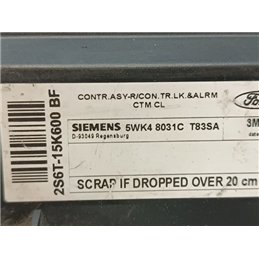 CONTR.ASY-R/CON.TR.LK.&ALRM
CTM.CL
Ford
2S6T-15K600 BF
SIEMENS 5WK4 8031C T83SA
D-93049 Regensburg
3M
date
SCRAP IF DROPPED OVER 20 cm